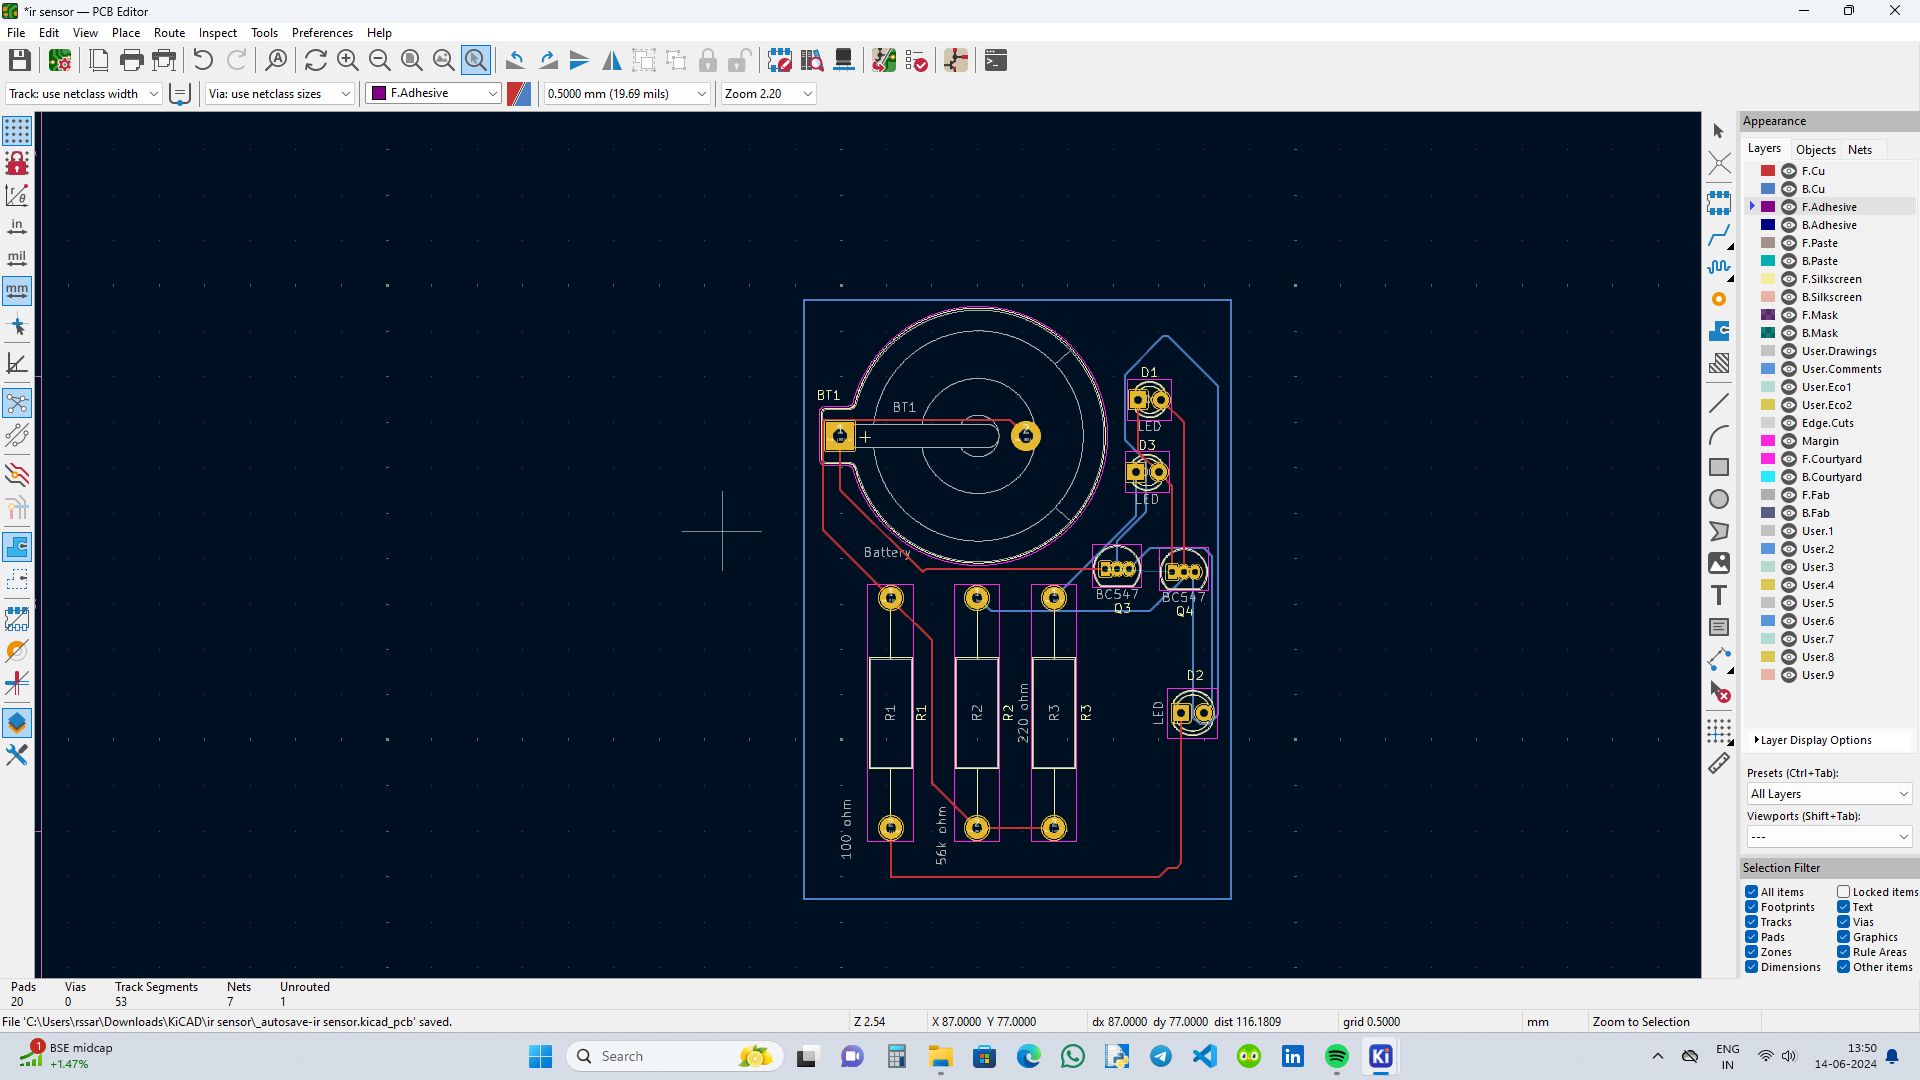 *ir sensor — PCB Editor
File Edit View Place Route Inspect Tools Preferences Help
Track: use netclass width Via: use netclass sizes F.Adhesive 0.5000 mm (19.69 mils) Zoom 2.20
in
mil
mm
BT1
BT1
1
2
Battery
D1
LED
D3
LED
BC547
Q3
BC547
Q4
D2
LED
R1
R1
R2
R2
220 ohm
R3
R3
100 ohm
56k ohm
Appearance
Layers Objects Nets
F.Cu
B.Cu
F.Adhesive
B.Adhesive
F.Paste
B.Paste
F.Silkscreen
B.Silkscreen
F.Mask
B.Mask
User.Drawings
User.Comments
User.Eco1
User.Eco2
Edge.Cuts
Margin
F.Courtyard
B.Courtyard
F.Fab
B.Fab
User.1
User.2
User.3
User.4
User.5
User.6
User.7
User.8
User.9
Layer Display Options
Presets (Ctrl+Tab):
All Layers
Viewports (Shift+Tab):
---
Selection Filter
All items Locked items
Footprints Text
Tracks Vias
Pads Graphics
Zones Rule Areas
Dimensions Other items
Pads Vias Track Segments Nets Unrouted
20 0 53 7 1
File 'C:\Users\rssar\Downloads\KiCAD\ir sensor\_autosave-ir sensor.kicad_pcb' saved. Z 2.54 X 87.0000 Y 77.0000 dx 87.0000 dy 77.0000 dist 116.1809 grid 0.5000 mm Zoom to Selection
1
BSE midcap
+1.47%
Search
Ki
ENG
IN
13:50
14-06-2024